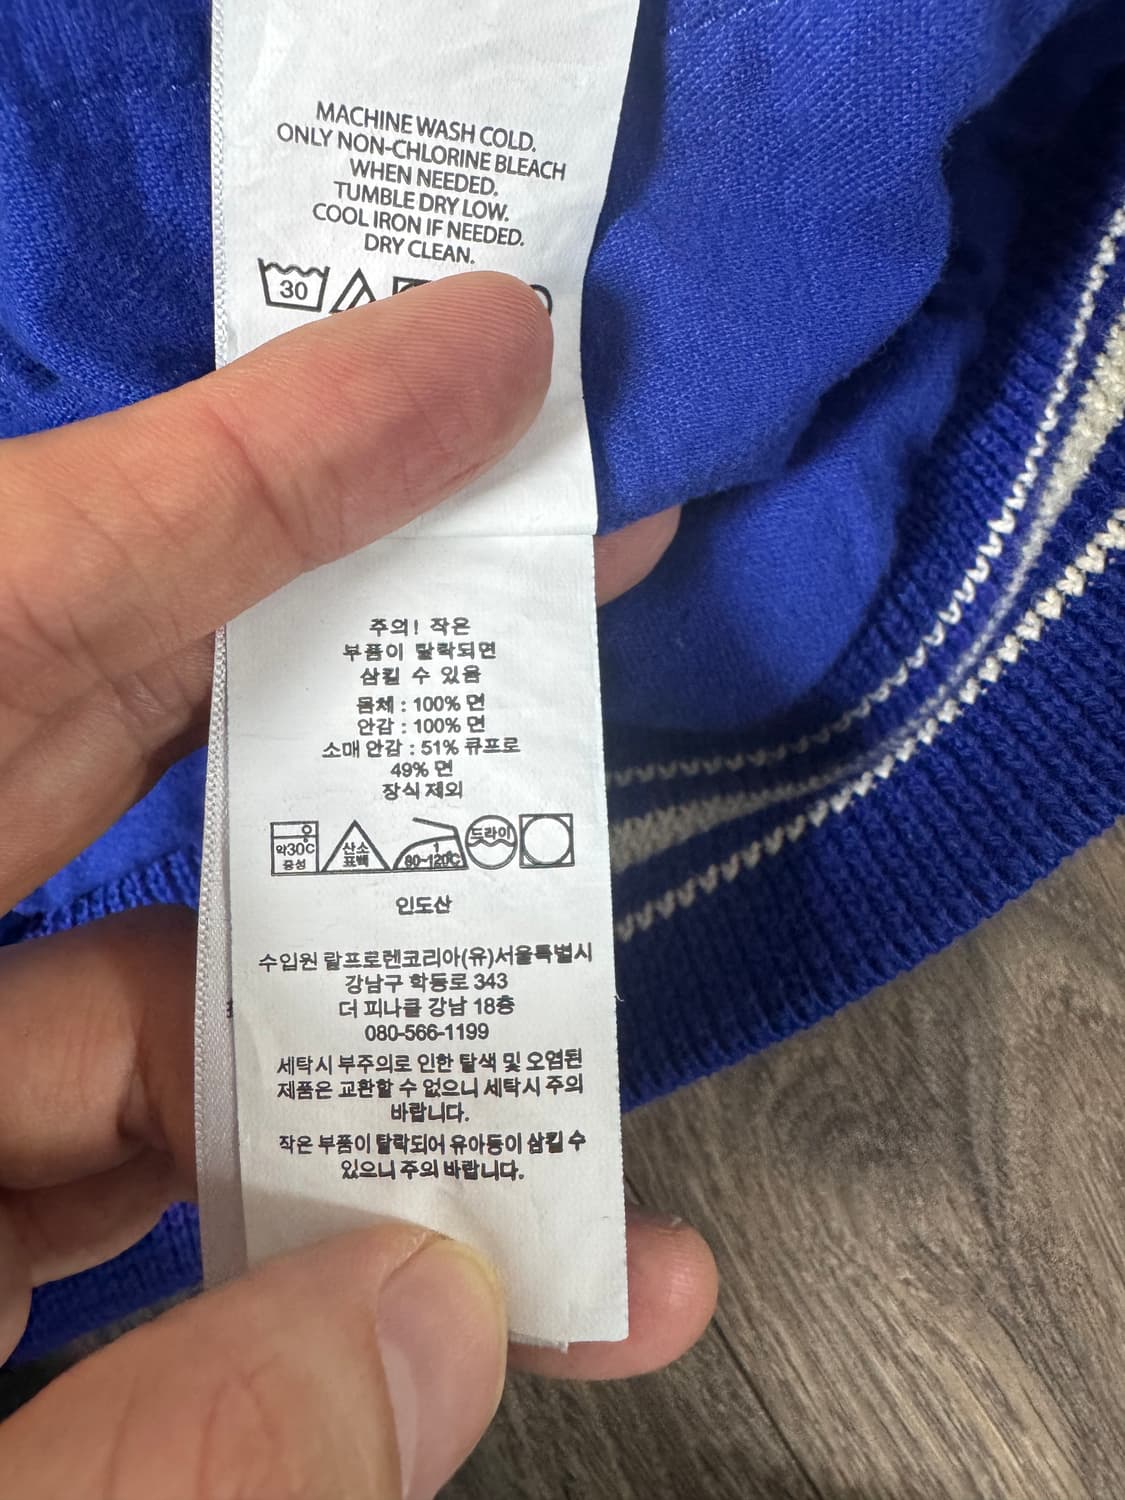 MACHINE WASH COLD.
ONLY NON-CHLORINE BLEACH
WHEN NEEDED.
TUMBLE DRY LOW.
COOL IRON IF NEEDED.
DRY CLEAN.
30
주의! 작은
부품이 탈락되면
삼킬 수 있음
몸체 : 100% 면
안감 : 100% 면
소매 안감 : 51% 큐프로
49% 면
장식 제외
약30℃
중성
산소
표백
1
80~120℃
드라이
인도산
수입원 랄프로렌코리아(유)서울특별시
강남구 학동로 343
더 피나클 강남 18층
080-566-1199
세탁시 부주의로 인한 탈색 및 오염된
제품은 교환할 수 없으니 세탁시 주의
바랍니다.
작은 부품이 탈락되어 유아등이 삼킬 수
있으니 주의 바랍니다.